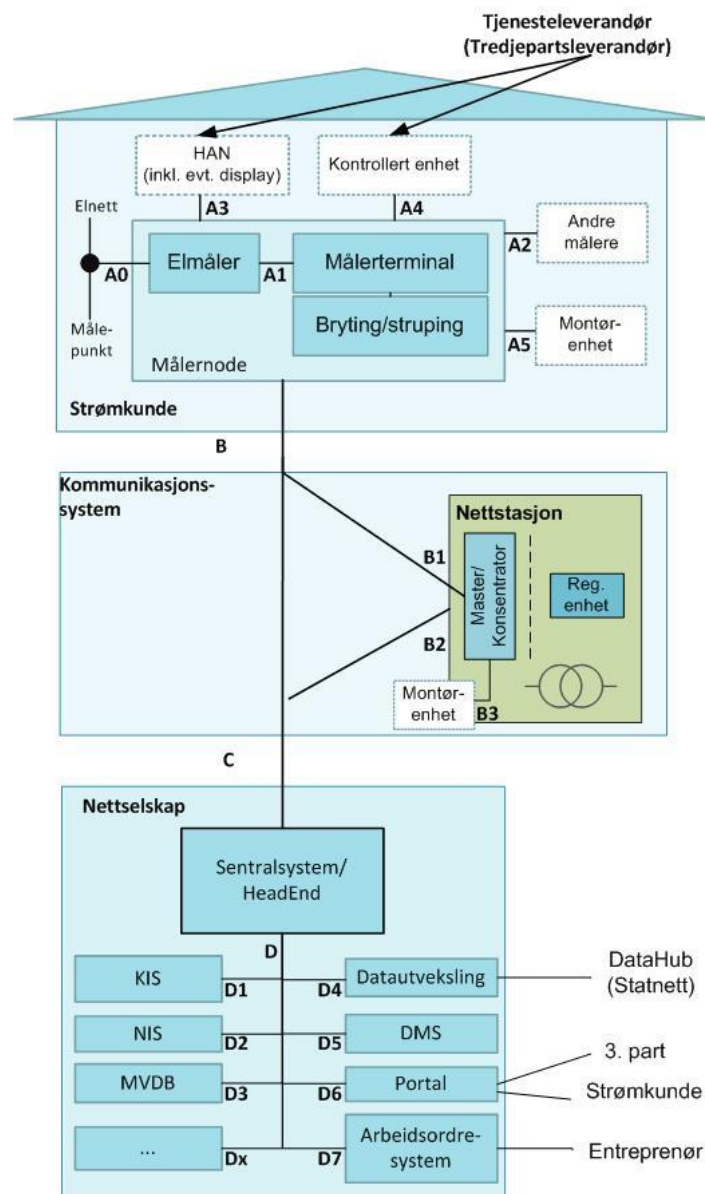 Tjenesteleverandør
(Tredjepartsleverandør)
HAN
(inkl. evt. display)
Kontrollert enhet
Elnett
A3
A4
A2
Andre
målere
A0
Elmåler
A1
Målerterminal
Bryting/struping
Måle-
punkt
A5
Montør-
enhet
Målernode
Strømkunde
B
Kommunikasjons-
system
Nettstasjon
B1
Master/
Konsentrator
Reg.
enhet
B2
Montør-
enhet
B3
C
Nettselskap
Sentralsystem/
HeadEnd
D
KIS
D1
D4
Datautveksling
DataHub
(Statnett)
NIS
D2
D5
DMS
MVDB
D3
D6
Portal
3. part
Strømkunde
...
Dx
D7
Arbeidsordre-
system
Entreprenør